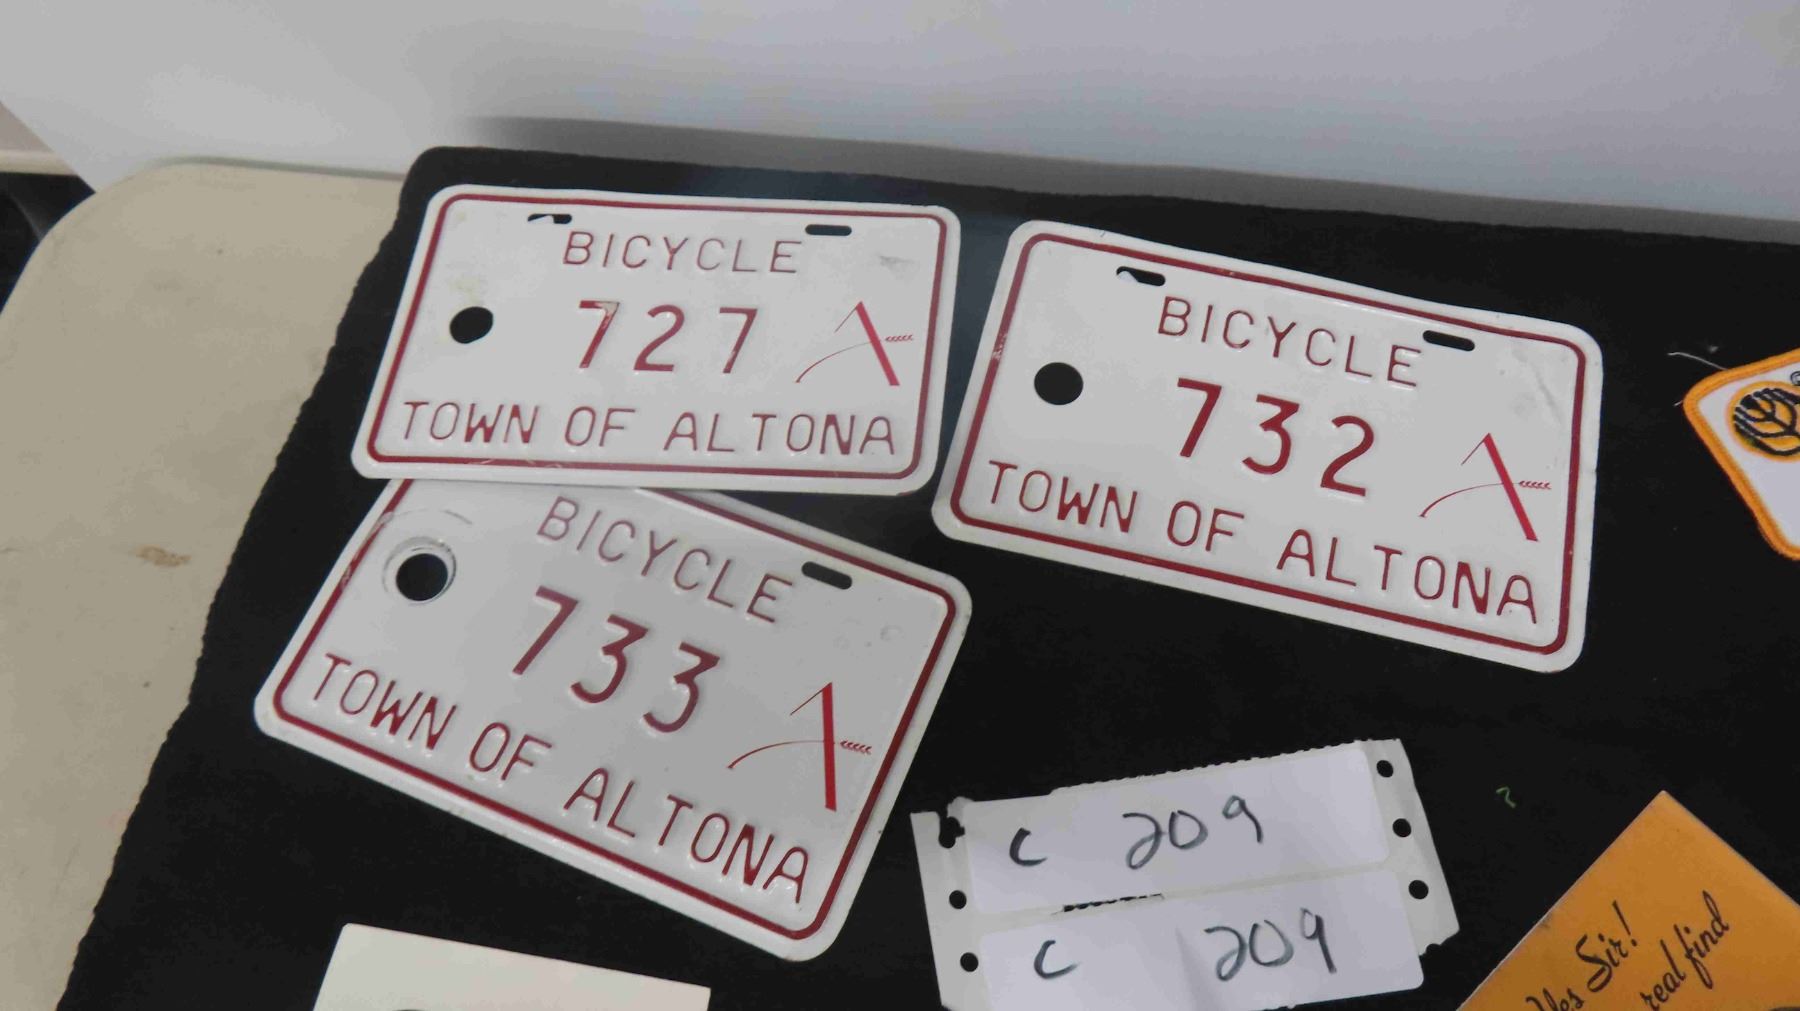 BICYCLE
727
TOWN OF ALTONA
BICYCLE
732
TOWN OF ALTONA
BICYCLE
733
TOWN OF ALTONA
C 209
C 209
Yes Sir!
real find